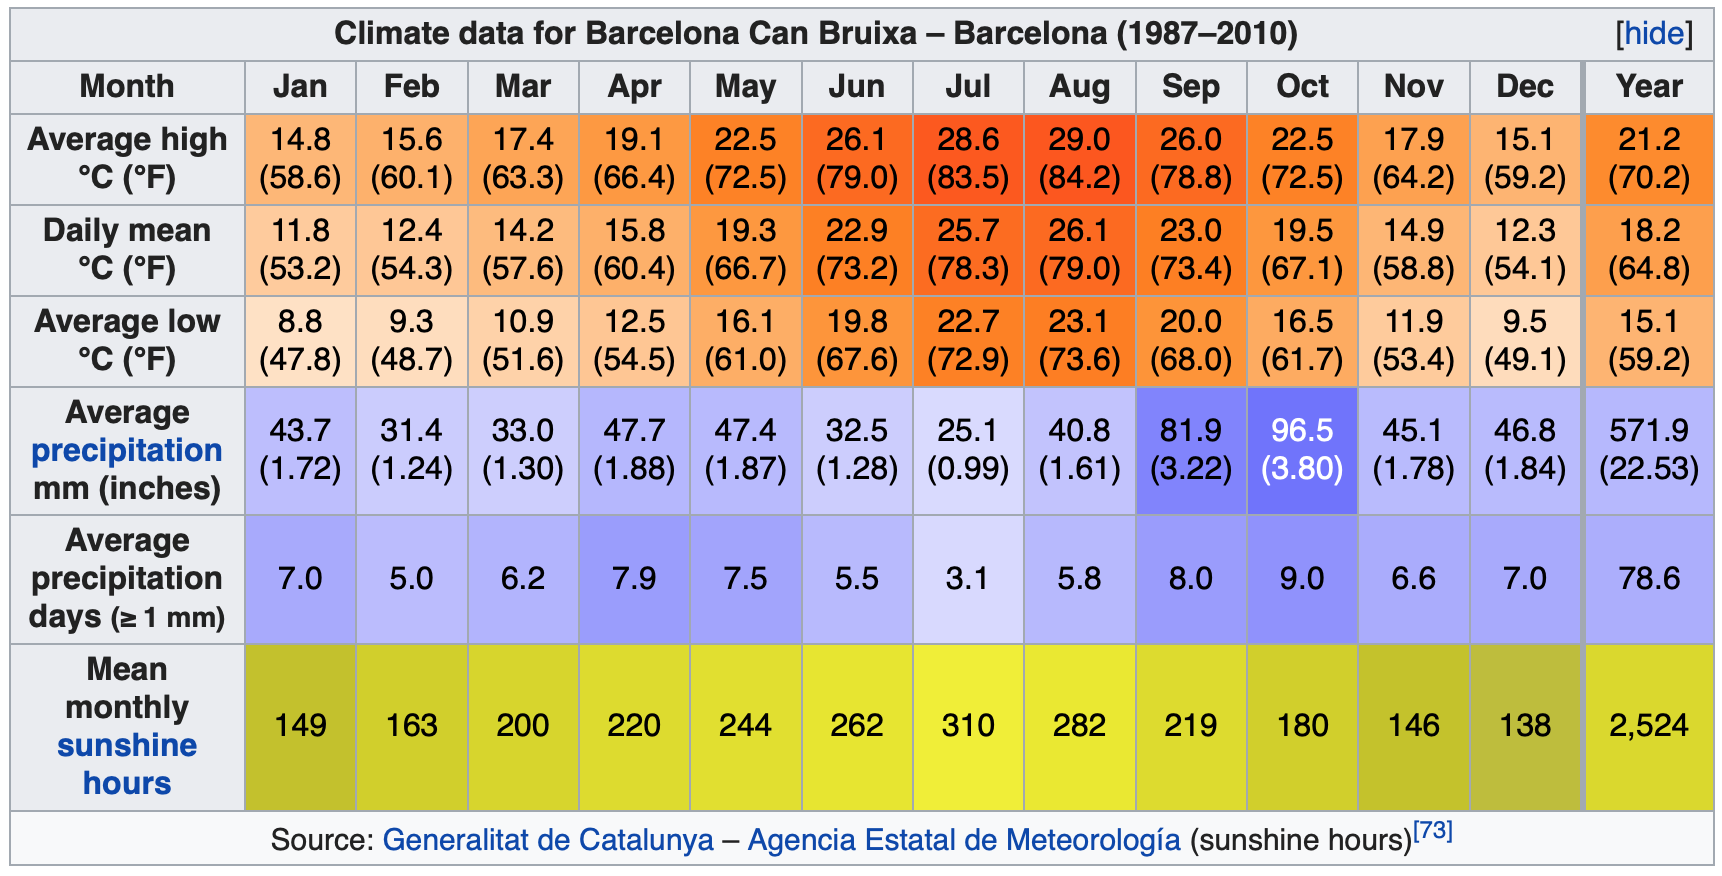 Climate data for Barcelona Can Bruixa – Barcelona (1987–2010) [hide]
Month Jan Feb Mar Apr May Jun Jul Aug Sep Oct Nov Dec Year
Average high 14.8 15.6 17.4 19.1 22.5 26.1 28.6 29.0 26.0 22.5 17.9 15.1 21.2
°C (°F) (58.6) (60.1) (63.3) (66.4) (72.5) (79.0) (83.5) (84.2) (78.8) (72.5) (64.2) (59.2) (70.2)
Daily mean 11.8 12.4 14.2 15.8 19.3 22.9 25.7 26.1 23.0 19.5 14.9 12.3 18.2
°C (°F) (53.2) (54.3) (57.6) (60.4) (66.7) (73.2) (78.3) (79.0) (73.4) (67.1) (58.8) (54.1) (64.8)
Average low 8.8 9.3 10.9 12.5 16.1 19.8 22.7 23.1 20.0 16.5 11.9 9.5 15.1
°C (°F) (47.8) (48.7) (51.6) (54.5) (61.0) (67.6) (72.9) (73.6) (68.0) (61.7) (53.4) (49.1) (59.2)
Average
precipitation
mm (inches)
43.7 31.4 33.0 47.7 47.4 32.5 25.1 40.8 81.9 96.5 45.1 46.8 571.9
(1.72) (1.24) (1.30) (1.88) (1.87) (1.28) (0.99) (1.61) (3.22) (3.80) (1.78) (1.84) (22.53)
Average
precipitation
days (≥ 1 mm)
7.0 5.0 6.2 7.9 7.5 5.5 3.1 5.8 8.0 9.0 6.6 7.0 78.6
Mean
monthly
sunshine
hours
149 163 200 220 244 262 310 282 219 180 146 138 2,524
Source: Generalitat de Catalunya – Agencia Estatal de Meteorología (sunshine hours)[73]